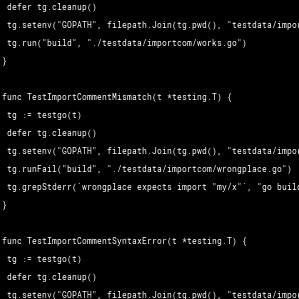 defer tg.cleanup()
tg.setenv("GOPATH", filepath.Join(tg.pwd(), "testdata/impor
tg.run("build", "./testdata/importcom/works.go")
}
func TestImportCommentMismatch(t *testing.T) {
tg := testgo(t)
defer tg.cleanup()
tg.setenv("GOPATH", filepath.Join(tg.pwd(), "testdata/impor
tg.runFail("build", "./testdata/importcom/wrongplace.go")
tg.grepStderr(`wrongplace expects import "my/x"`, "go build
}
func TestImportCommentSyntaxError(t *testing.T) {
tg := testgo(t)
defer tg.cleanup()
tg.setenv("GOPATH", filepath.Join(tg.pwd(), "testdata/impor